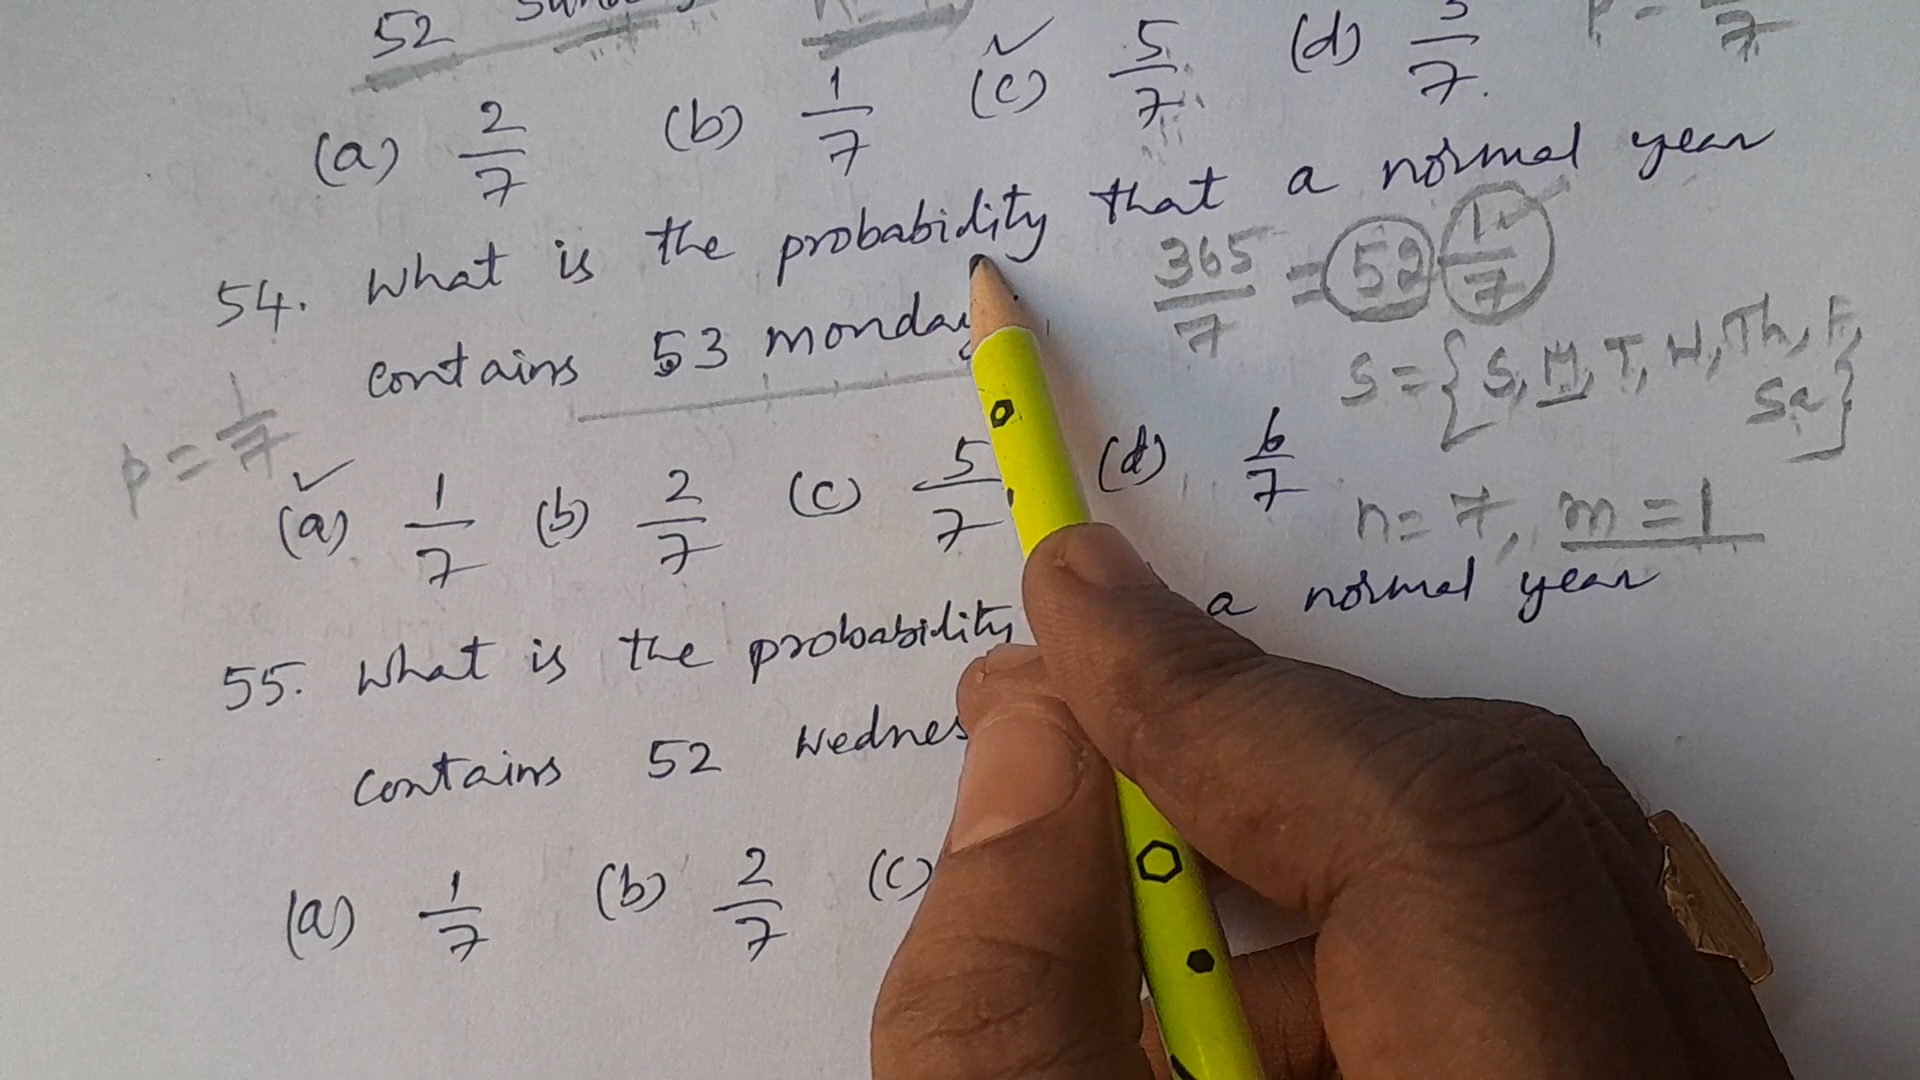 52
(a) 2/7 (b) 1/7 ✓(c) 5/7 (d) 3/7
54. What is the probability that a normal year
contains 53 monday
365/7 = 52 1/7
S = {S, M, T, W, Th, F,
Sa}
p = 1/7
✓(a) 1/7 (b) 2/7 (c) 5/7 (d) 6/7
n = 7, m = 1
55. What is the probability a normal year
contains 52 Wednes
(a) 1/7 (b) 2/7 (c)